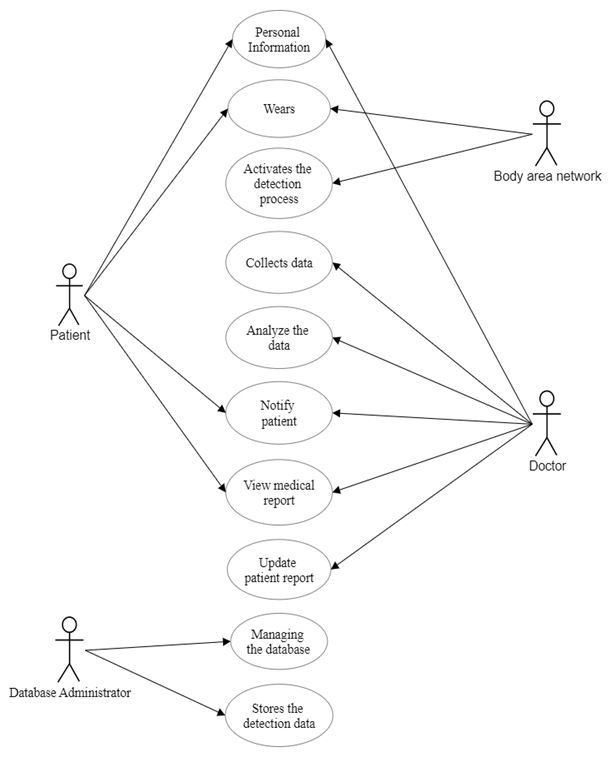 Personal
Information
Wears
Body area network
Activates the
detection
process
Collects data
Patient
Analyze the
data
Notify
patient
Doctor
View medical
report
Update
patient report
Managing
the database
Database Administrator
Stores the
detection data